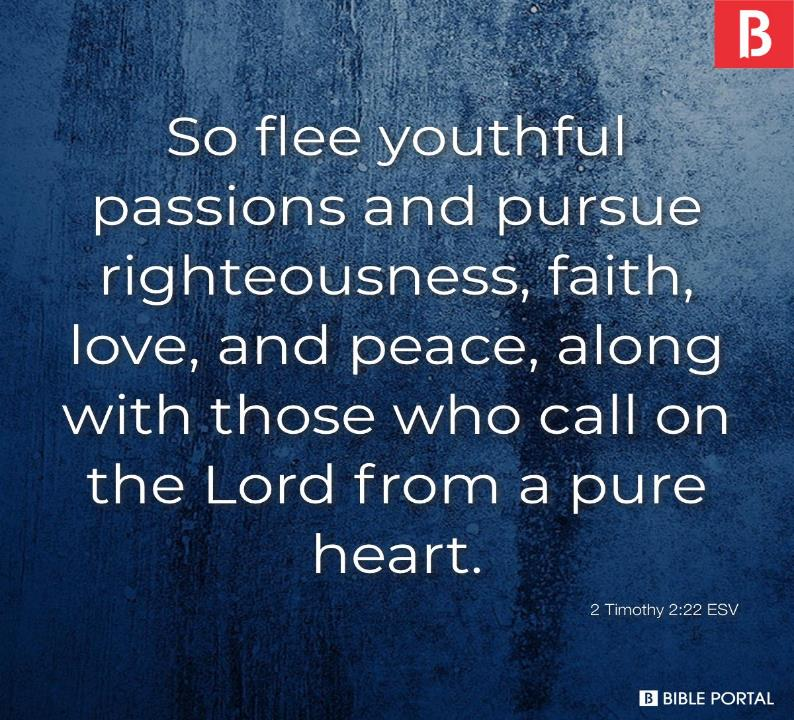 B
So flee youthful
passions and pursue
righteousness, faith,
love, and peace, along
with those who call on
the Lord from a pure
heart.
2 Timothy 2:22 ESV
B BIBLE PORTAL